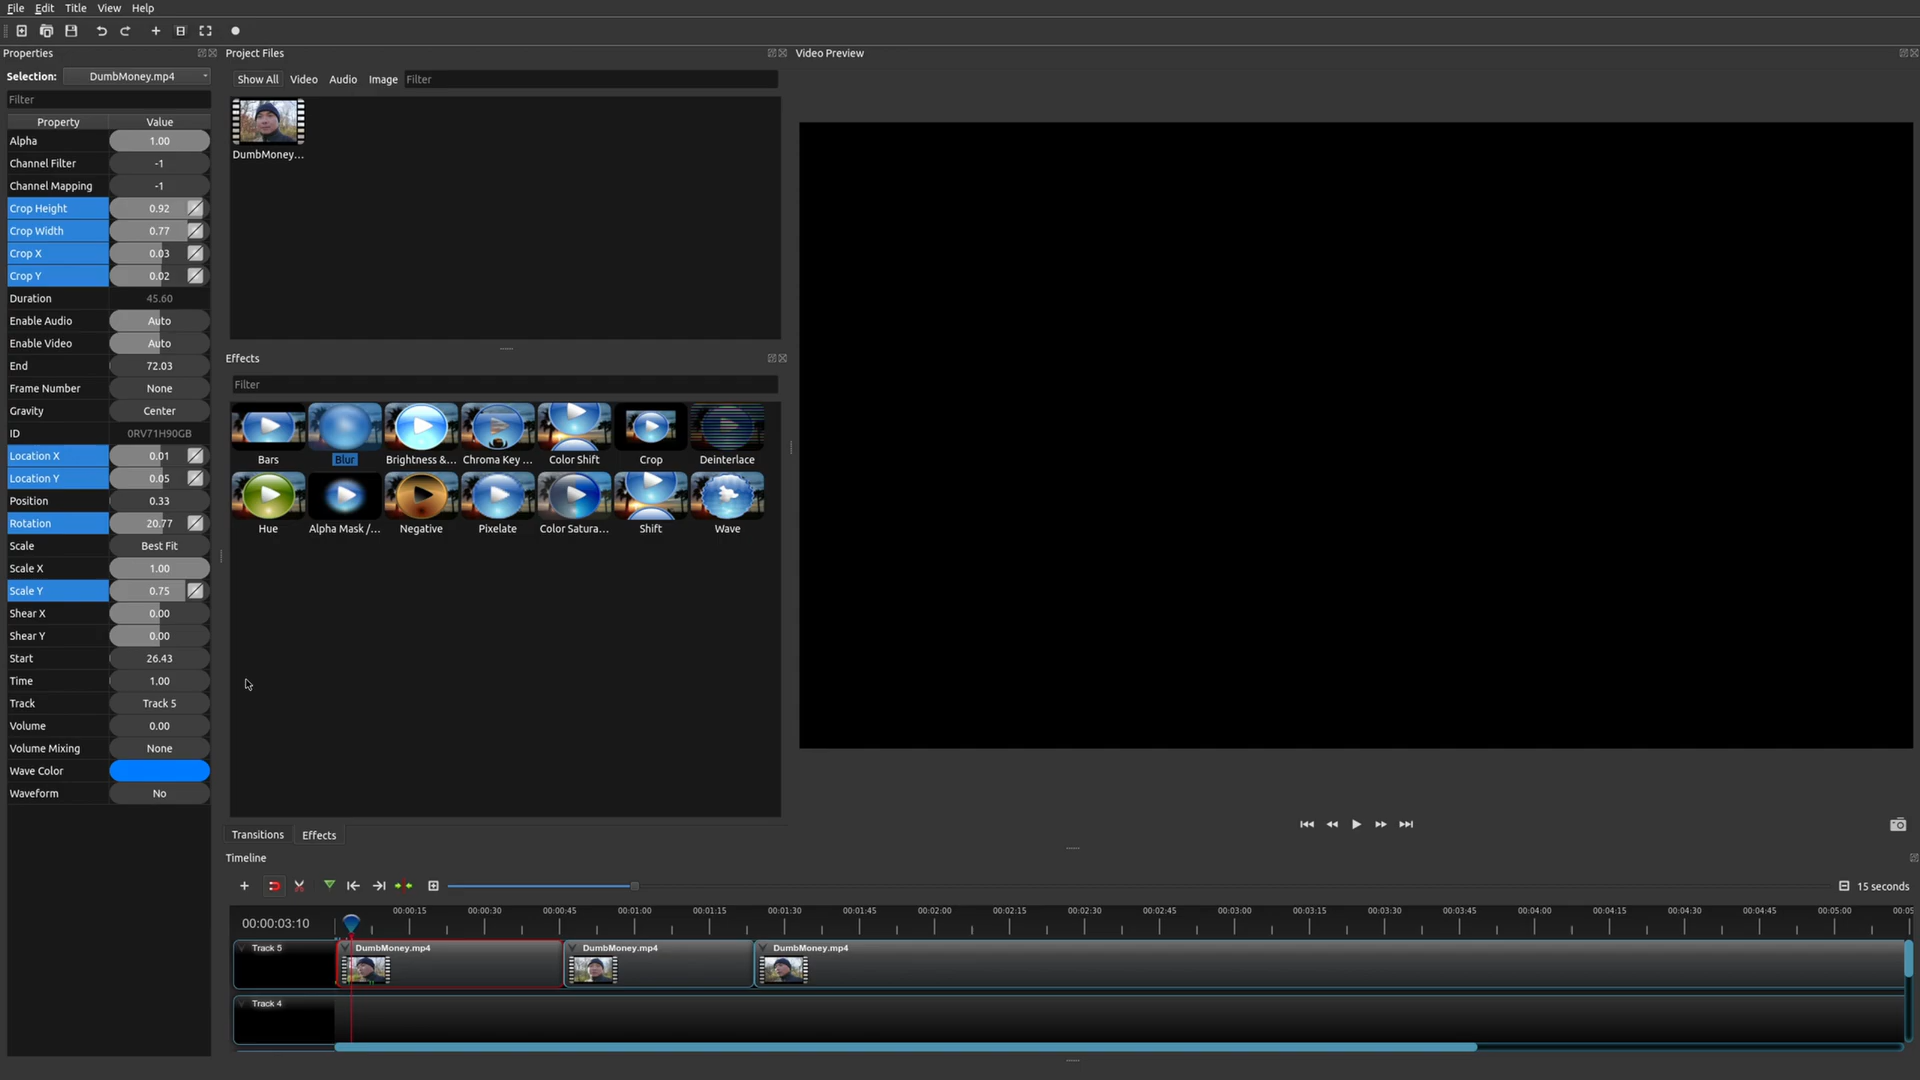 File Edit Title View Help
Properties
Selection: DumbMoney.mp4
Filter
Property Value
Alpha 1.00
Channel Filter -1
Channel Mapping -1
Crop Height 0.92
Crop Width 0.77
Crop X 0.03
Crop Y 0.02
Duration 45.60
Enable Audio Auto
Enable Video Auto
End 72.03
Frame Number None
Gravity Center
ID 0RV71H90GB
Location X 0.01
Location Y 0.05
Position 0.33
Rotation 20.77
Scale Best Fit
Scale X 1.00
Scale Y 0.75
Shear X 0.00
Shear Y 0.00
Start 26.43
Time 1.00
Track Track 5
Volume 0.00
Volume Mixing None
Wave Color
Waveform No
Project Files
Show All Video Audio Image Filter
DumbMoney...
Effects
Filter
Bars Blur Brightness &... Chroma Key ... Color Shift Crop Deinterlace
Hue Alpha Mask /... Negative Pixelate Color Satura... Shift Wave
Transitions Effects
Video Preview
Timeline
15 seconds
00:00:03:10 00:00:15 00:00:30 00:00:45 00:01:00 00:01:15 00:01:30 00:01:45 00:02:00 00:02:15 00:02:30 00:02:45 00:03:00 00:03:15 00:03:30 00:03:45 00:04:00 00:04:15 00:04:30 00:04:45 00:05:00 00:05
Track 5 DumbMoney.mp4 DumbMoney.mp4 DumbMoney.mp4
Track 4